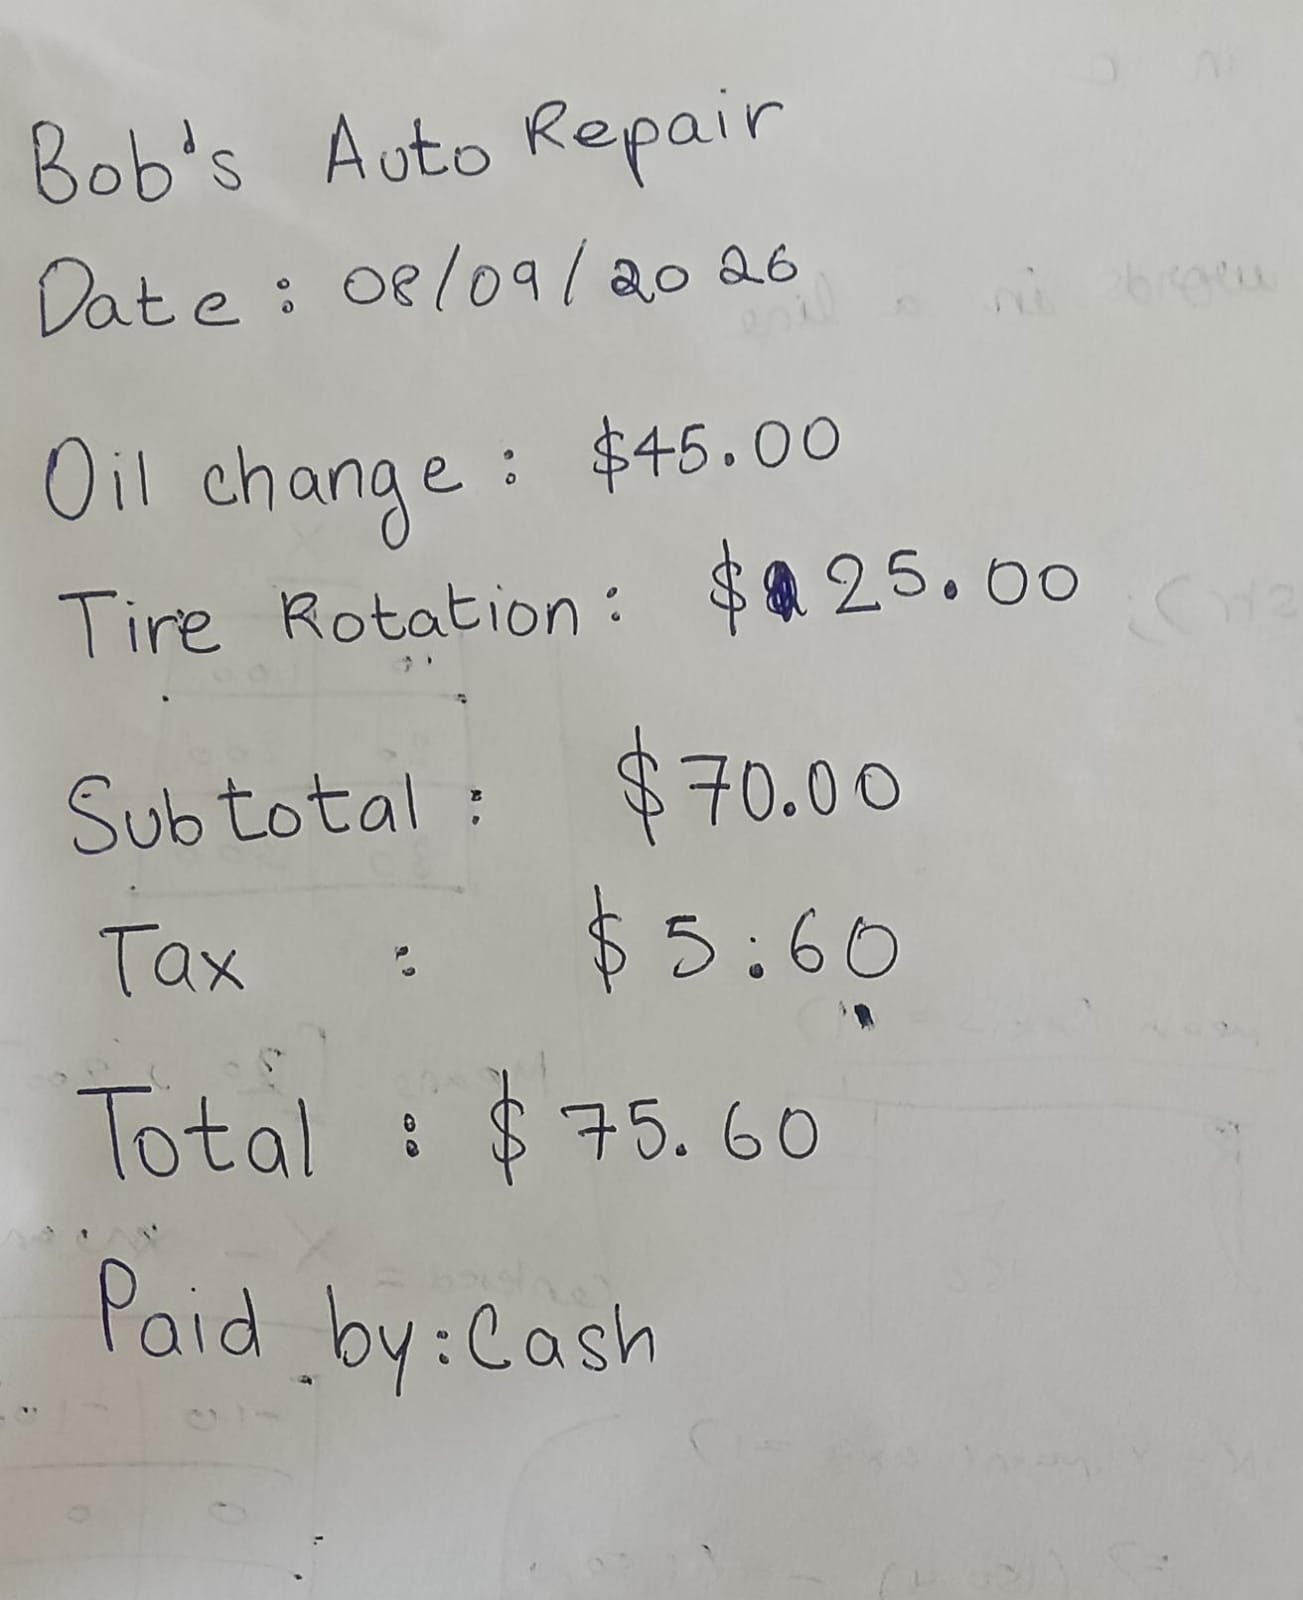 Bob's Auto Repair
Date : 08/09/2026
Oil change : $45.00
Tire Rotation : $25.00
Subtotal : $70.00
Tax : $5:60
Total : $75.60
Paid by: Cash